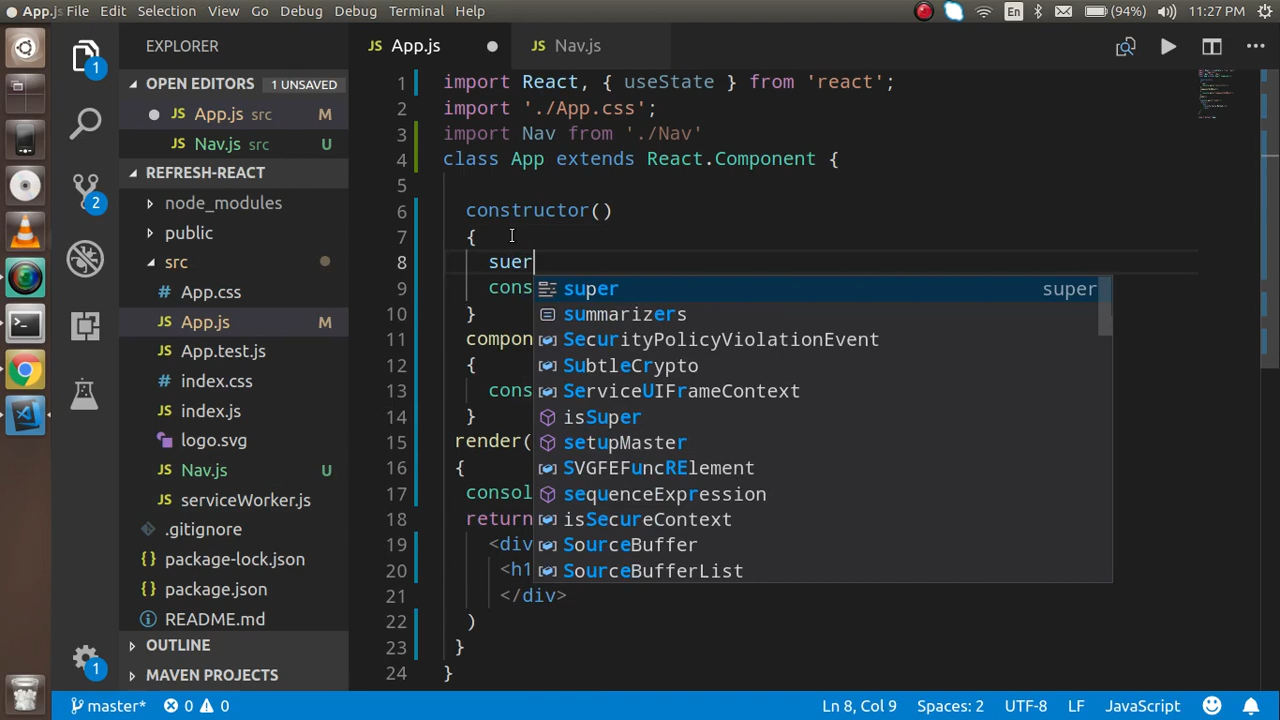 App.js File Edit Selection View Go Debug Debug Terminal Help En (94%) 11:27 PM
EXPLORER
OPEN EDITORS 1 UNSAVED
App.js src M
Nav.js src U
REFRESH-REACT
node_modules
public
src
App.css
App.js M
App.test.js
index.css
index.js
logo.svg
Nav.js U
serviceWorker.js
.gitignore
package-lock.json
package.json
README.md
OUTLINE
MAVEN PROJECTS
1
2
1
App.js Nav.js
1 import React, { useState } from 'react';
2 import './App.css';
3 import Nav from './Nav'
4 class App extends React.Component {
5
6 constructor()
7 {
8 suer
9 cons
10 }
11 compon
12 {
13 cons
14 }
15 render(
16 {
17 consol
18 return
19 <div
20 <h1
21 </div>
22 )
23 }
24 }
super super
summarizers
SecurityPolicyViolationEvent
SubtleCrypto
ServiceUIFrameContext
isSuper
setupMaster
SVGFEFuncRElement
sequenceExpression
isSecureContext
SourceBuffer
SourceBufferList
master* 0 0 Ln 8, Col 9 Spaces: 2 UTF-8 LF JavaScript